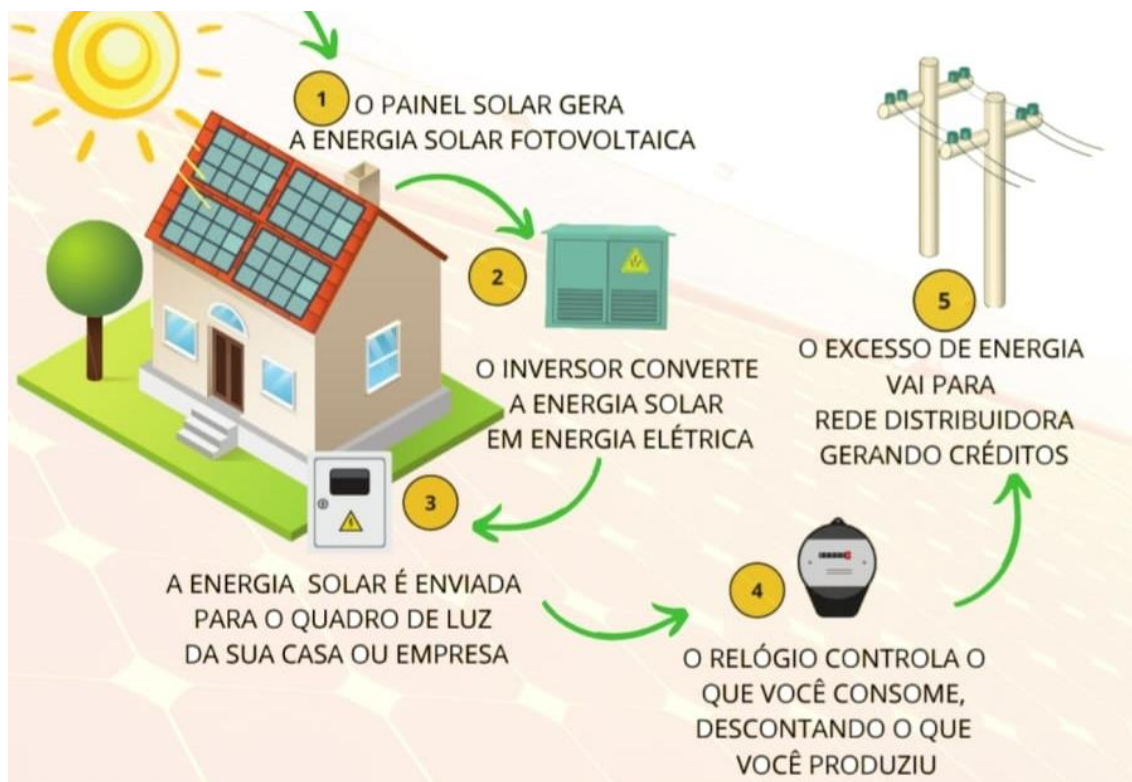 1
O PAINEL SOLAR GERA
A ENERGIA SOLAR FOTOVOLTAICA
2
O INVERSOR CONVERTE
A ENERGIA SOLAR
EM ENERGIA ELÉTRICA
3
A ENERGIA SOLAR É ENVIADA
PARA O QUADRO DE LUZ
DA SUA CASA OU EMPRESA
4
O RELÓGIO CONTROLA O
QUE VOCÊ CONSOME,
DESCONTANDO O QUE
VOCÊ PRODUZIU
5
O EXCESSO DE ENERGIA
VAI PARA
REDE DISTRIBUIDORA
GERANDO CRÉDITOS